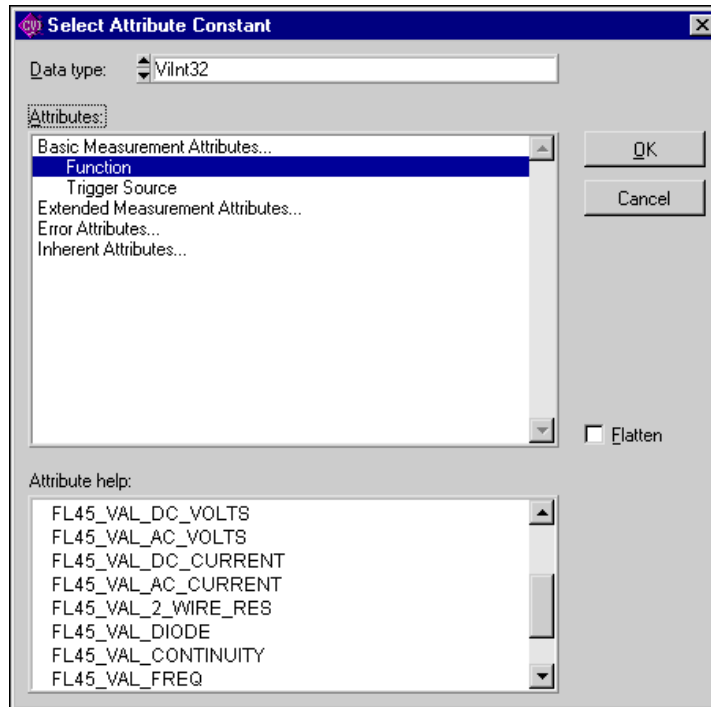 CVI Select Attribute Constant
Data type: ViInt32
Attributes:
Basic Measurement Attributes...
Function
Trigger Source
Extended Measurement Attributes...
Error Attributes...
Inherent Attributes...
OK
Cancel
Flatten
Attribute help:
FL45_VAL_DC_VOLTS
FL45_VAL_AC_VOLTS
FL45_VAL_DC_CURRENT
FL45_VAL_AC_CURRENT
FL45_VAL_2_WIRE_RES
FL45_VAL_DIODE
FL45_VAL_CONTINUITY
FL45_VAL_FREQ